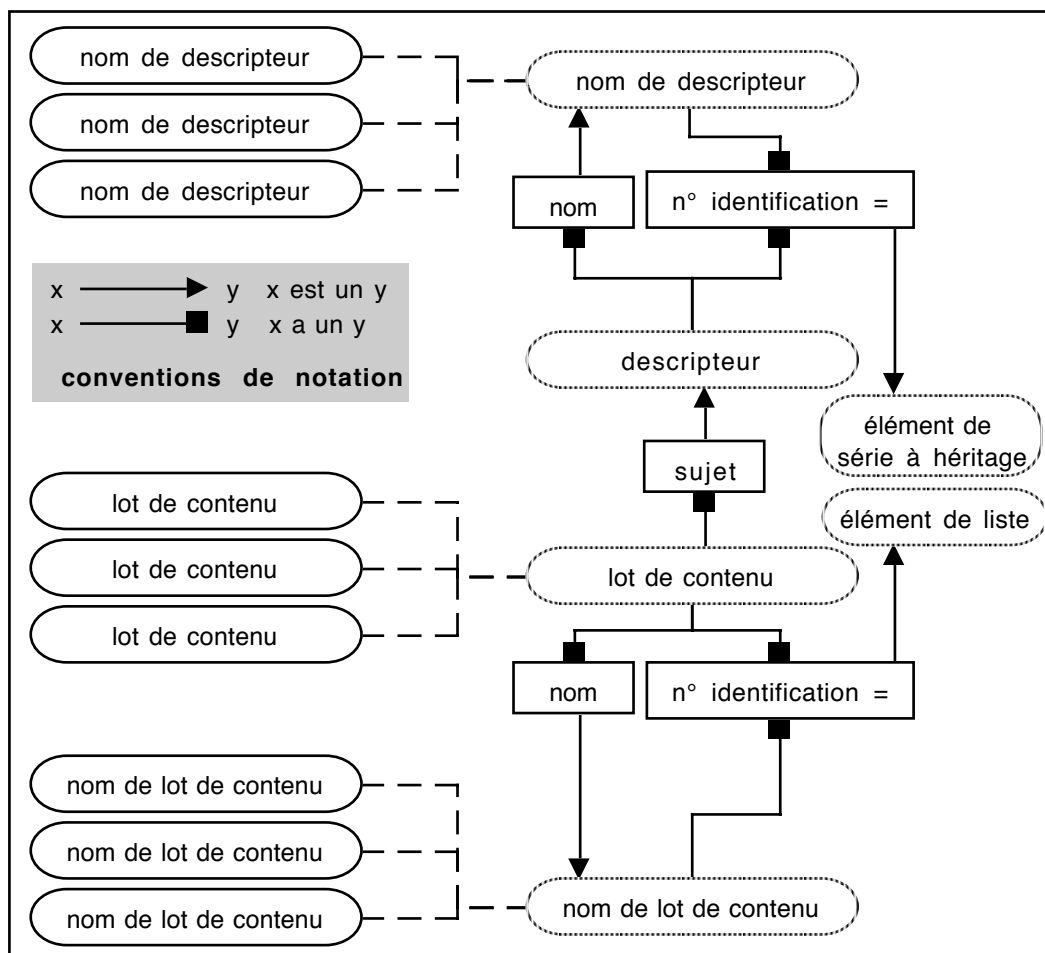 nom de descripteur
nom de descripteur
nom de descripteur
nom de descripteur
nom
n° identification =
x y x est un y
x y x a un y
conventions de notation
descripteur
élément de
série à héritage
sujet
élément de liste
lot de contenu
lot de contenu
lot de contenu
lot de contenu
nom
n° identification =
nom de lot de contenu
nom de lot de contenu
nom de lot de contenu
nom de lot de contenu